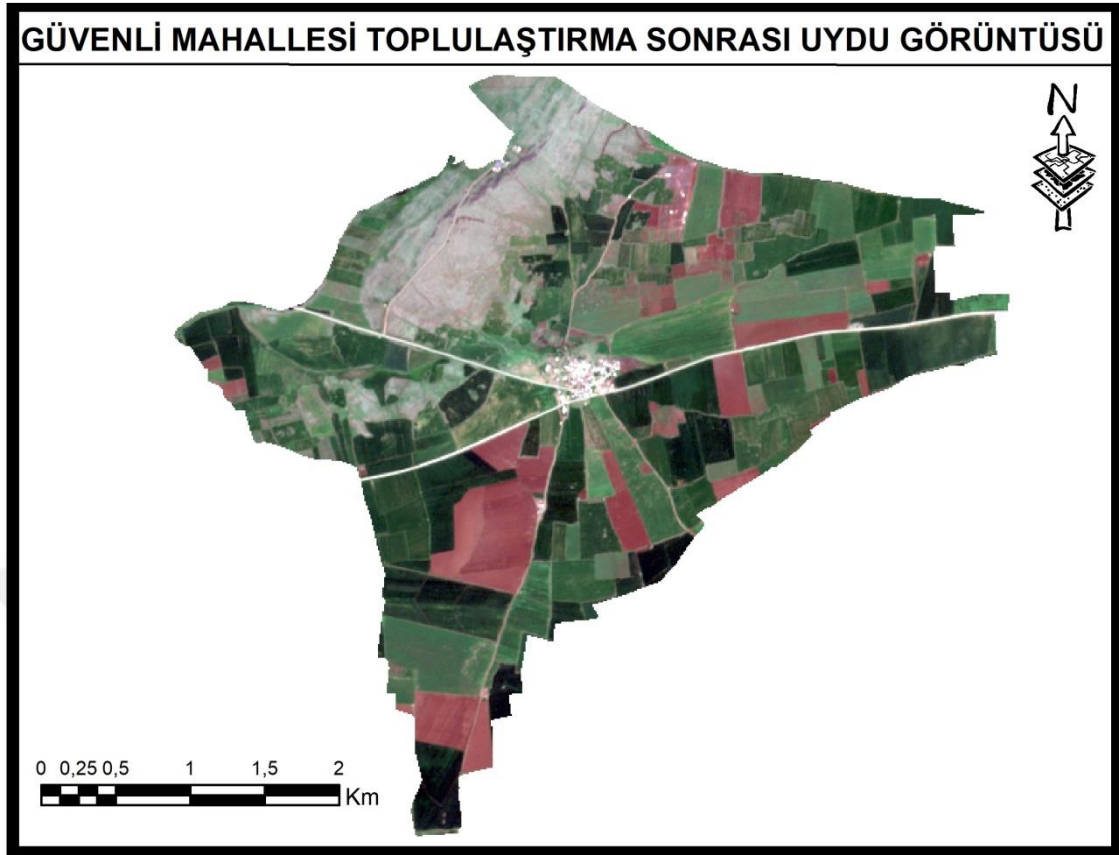 GÜVENLİ MAHALLESİ TOPLULAŞTIRMA SONRASI UYDU GÖRÜNTÜSÜ
N
0 0,25 0,5 1 1,5 2
Km